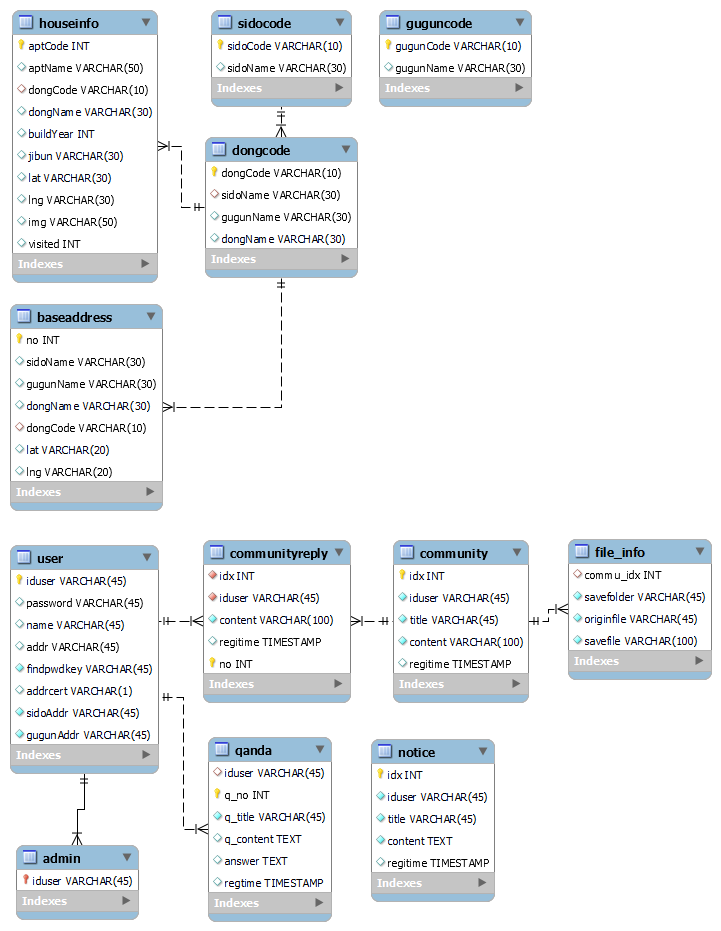 houseinfo
aptCode INT
aptName VARCHAR(50)
dongCode VARCHAR(10)
dongName VARCHAR(30)
buildYear INT
jibun VARCHAR(30)
lat VARCHAR(30)
lng VARCHAR(30)
img VARCHAR(50)
visited INT
Indexes
sidocode
sidoCode VARCHAR(10)
sidoName VARCHAR(30)
Indexes
guguncode
gugunCode VARCHAR(10)
gugunName VARCHAR(30)
Indexes
dongcode
dongCode VARCHAR(10)
sidoName VARCHAR(30)
gugunName VARCHAR(30)
dongName VARCHAR(30)
Indexes
baseaddress
no INT
sidoName VARCHAR(30)
gugunName VARCHAR(30)
dongName VARCHAR(30)
dongCode VARCHAR(10)
lat VARCHAR(20)
lng VARCHAR(20)
Indexes
user
iduser VARCHAR(45)
password VARCHAR(45)
name VARCHAR(45)
addr VARCHAR(45)
findpwdkey VARCHAR(45)
addrcert VARCHAR(1)
sidoAddr VARCHAR(45)
gugunAddr VARCHAR(45)
Indexes
communityreply
idx INT
iduser VARCHAR(45)
content VARCHAR(100)
regitime TIMESTAMP
no INT
Indexes
community
idx INT
iduser VARCHAR(45)
title VARCHAR(45)
content VARCHAR(100)
regitime TIMESTAMP
Indexes
file_info
commu_idx INT
savefolder VARCHAR(45)
originfile VARCHAR(45)
savefile VARCHAR(100)
Indexes
qanda
iduser VARCHAR(45)
q_no INT
q_title VARCHAR(45)
q_content TEXT
answer TEXT
regtime TIMESTAMP
Indexes
notice
idx INT
iduser VARCHAR(45)
title VARCHAR(45)
content TEXT
regitime TIMESTAMP
Indexes
admin
iduser VARCHAR(45)
Indexes